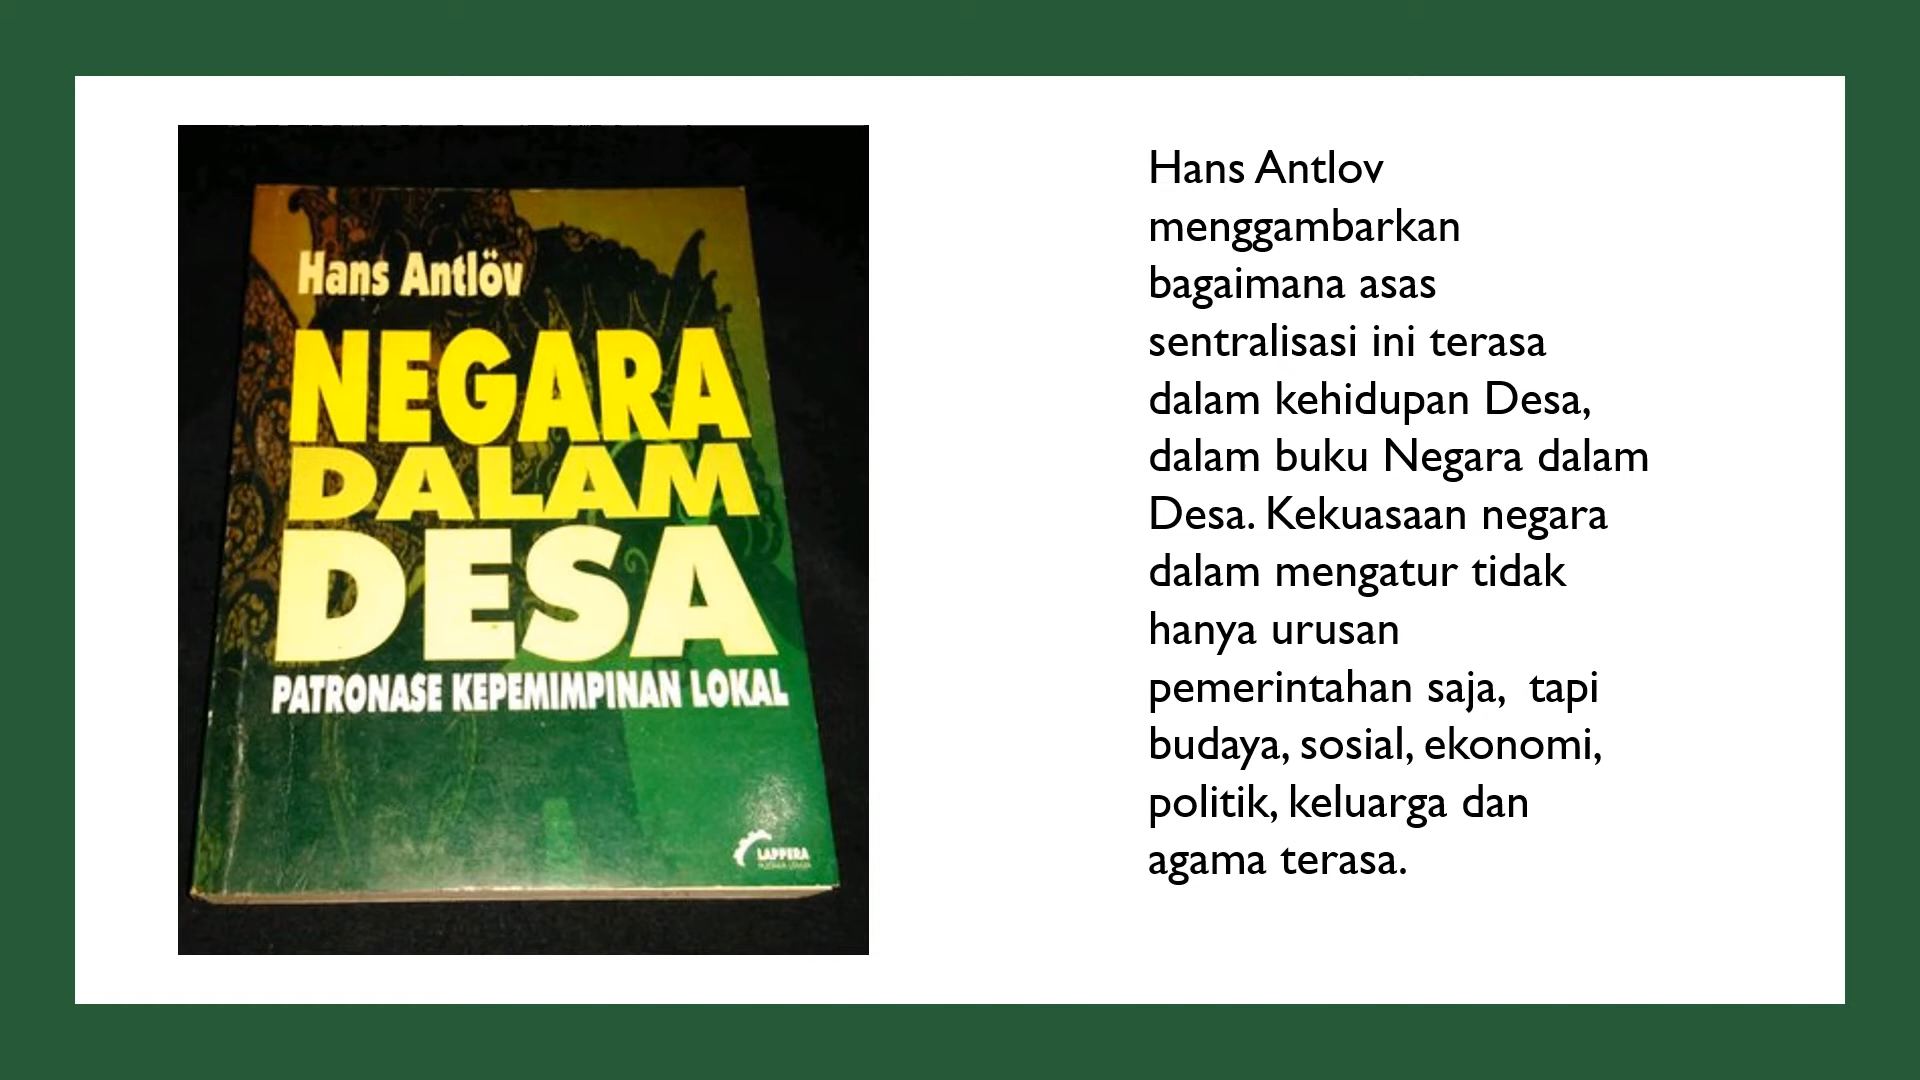 Hans Antlöv
NEGARA
DALAM
DESA
PATRONASE KEPEMIMPINAN LOKAL
LAPPERA
Hans Antlov
menggambarkan
bagaimana asas
sentralisasi ini terasa
dalam kehidupan Desa,
dalam buku Negara dalam
Desa. Kekuasaan negara
dalam mengatur tidak
hanya urusan
pemerintahan saja,  tapi
budaya, sosial, ekonomi,
politik, keluarga dan
agama terasa.